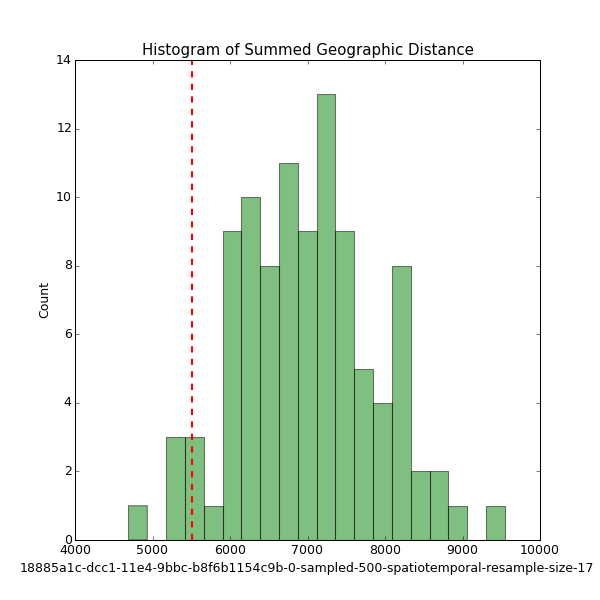 Histogram of Summed Geographic Distance
14
12
10
8
6
4
2
0
Count
4000 5000 6000 7000 8000 9000 10000
18885a1c-dcc1-11e4-9bbc-b8f6b1154c9b-0-sampled-500-spatiotemporal-resample-size-17